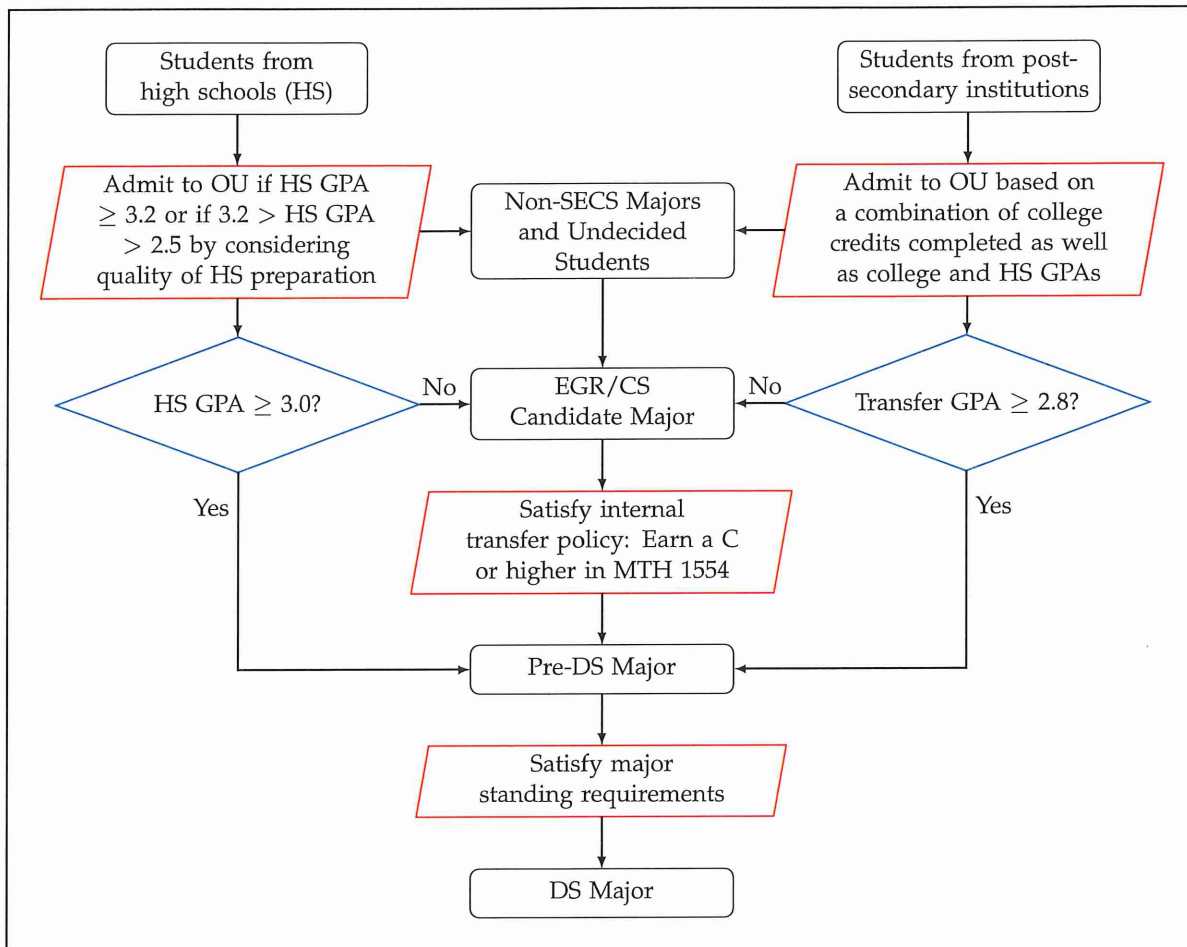 Students from
high schools (HS)
Students from post-
secondary institutions
Admit to OU if HS GPA
≥ 3.2 or if 3.2 > HS GPA
> 2.5 by considering
quality of HS preparation
Non-SECS Majors
and Undecided
Students
Admit to OU based on
a combination of college
credits completed as well
as college and HS GPAs
HS GPA ≥ 3.0?
No
EGR/CS
Candidate Major
No
Transfer GPA ≥ 2.8?
Yes
Satisfy internal
transfer policy: Earn a C
or higher in MTH 1554
Yes
Pre-DS Major
Satisfy major
standing requirements
DS Major